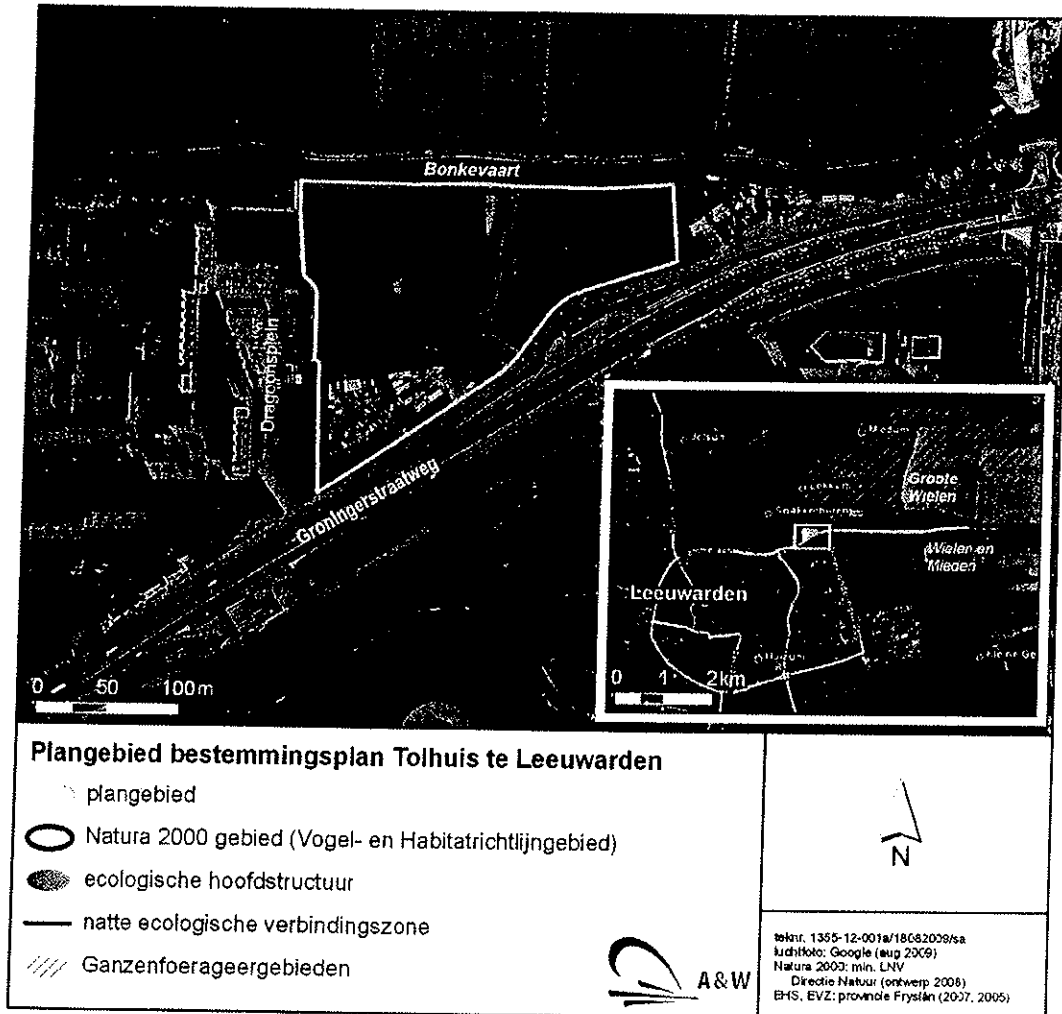 Bonkevaart
Dragonsplein
Groningerstraatweg
0 50 100m
Groote
Wielen
Wielen en
Mieden
Leeuwarden
0 1 2km
Plangebied bestemmingsplan Tolhuis te Leeuwarden
plangebied
Natura 2000 gebied (Vogel- en Habitatrichtlijngebied)
ecologische hoofdstructuur
natte ecologische verbindingszone
Ganzenfoerageergebieden
A&W
N
teknr. 1355-12-001a/18082009/sa
luchtfoto: Google (aug 2009)
Natura 2000: min. LNV
Directie Natuur (ontwerp 2008)
EHS, EVZ: provincie Fryslân (2007, 2005)